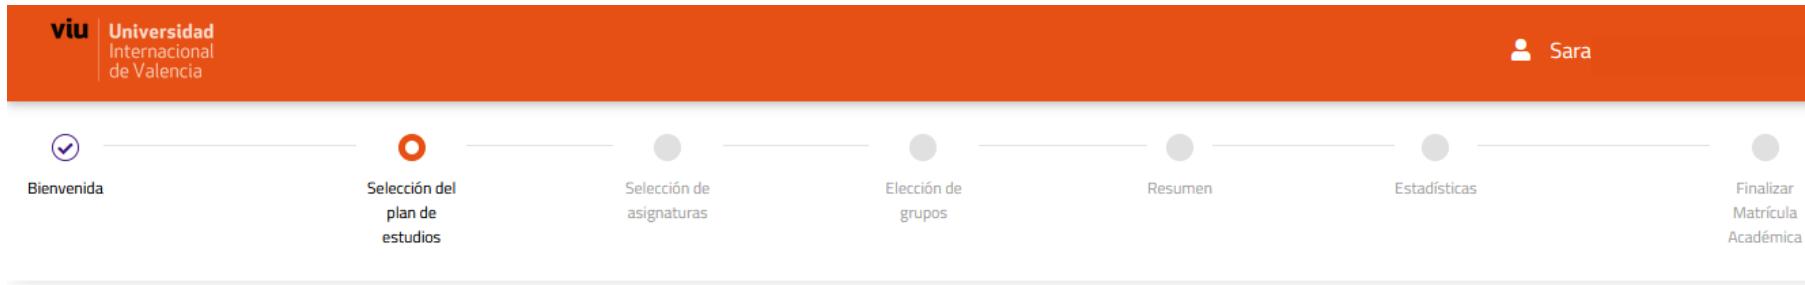 viu
Universidad
Internacional
de Valencia
Sara
Bienvenida
Selección del
plan de
estudios
Selección de
asignaturas
Elección de
grupos
Resumen
Estadísticas
Finalizar
Matrícula
Académica